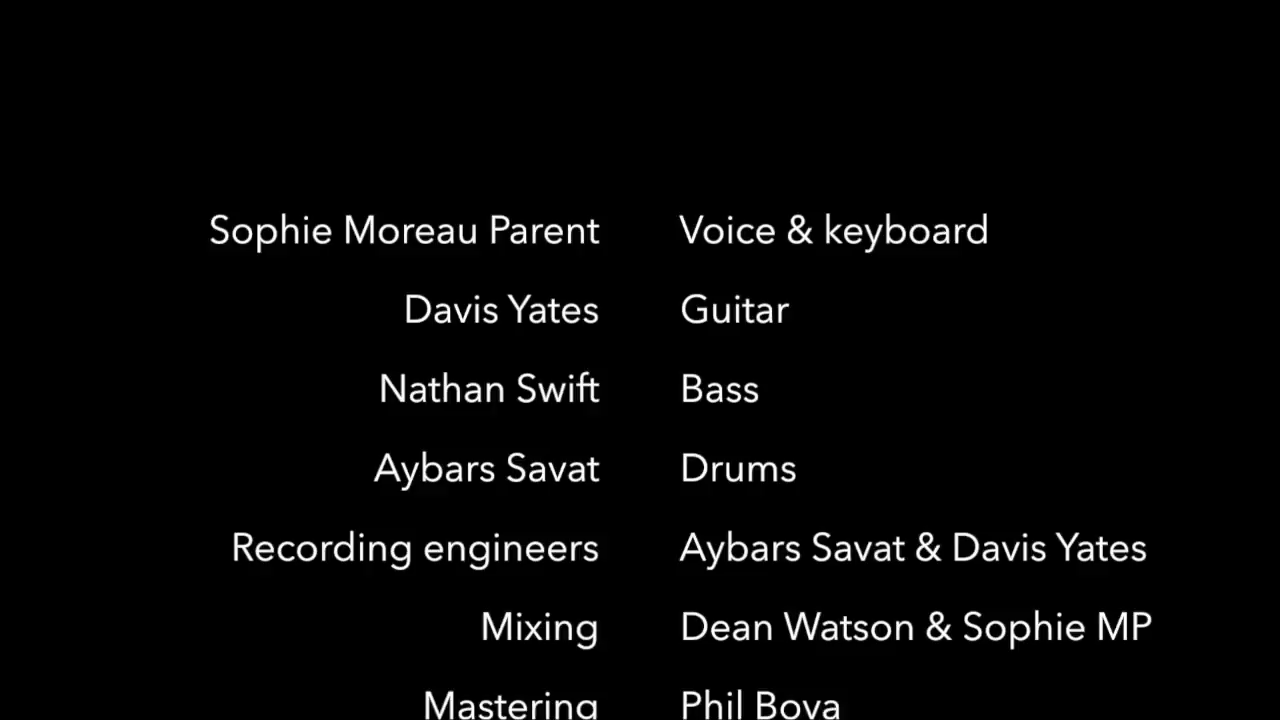 Sophie Moreau Parent Voice & keyboard
Davis Yates Guitar
Nathan Swift Bass
Aybars Savat Drums
Recording engineers Aybars Savat & Davis Yates
Mixing Dean Watson & Sophie MP
Mastering Phil Bova